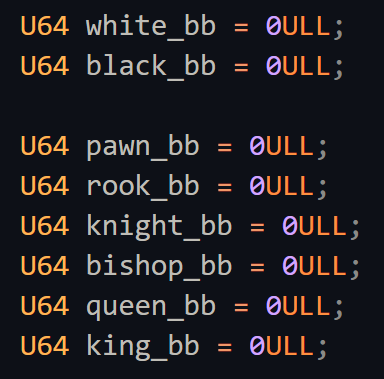 U64 white_bb = 0ULL;
U64 black_bb = 0ULL;
U64 pawn_bb = 0ULL;
U64 rook_bb = 0ULL;
U64 knight_bb = 0ULL;
U64 bishop_bb = 0ULL;
U64 queen_bb = 0ULL;
U64 king_bb = 0ULL;